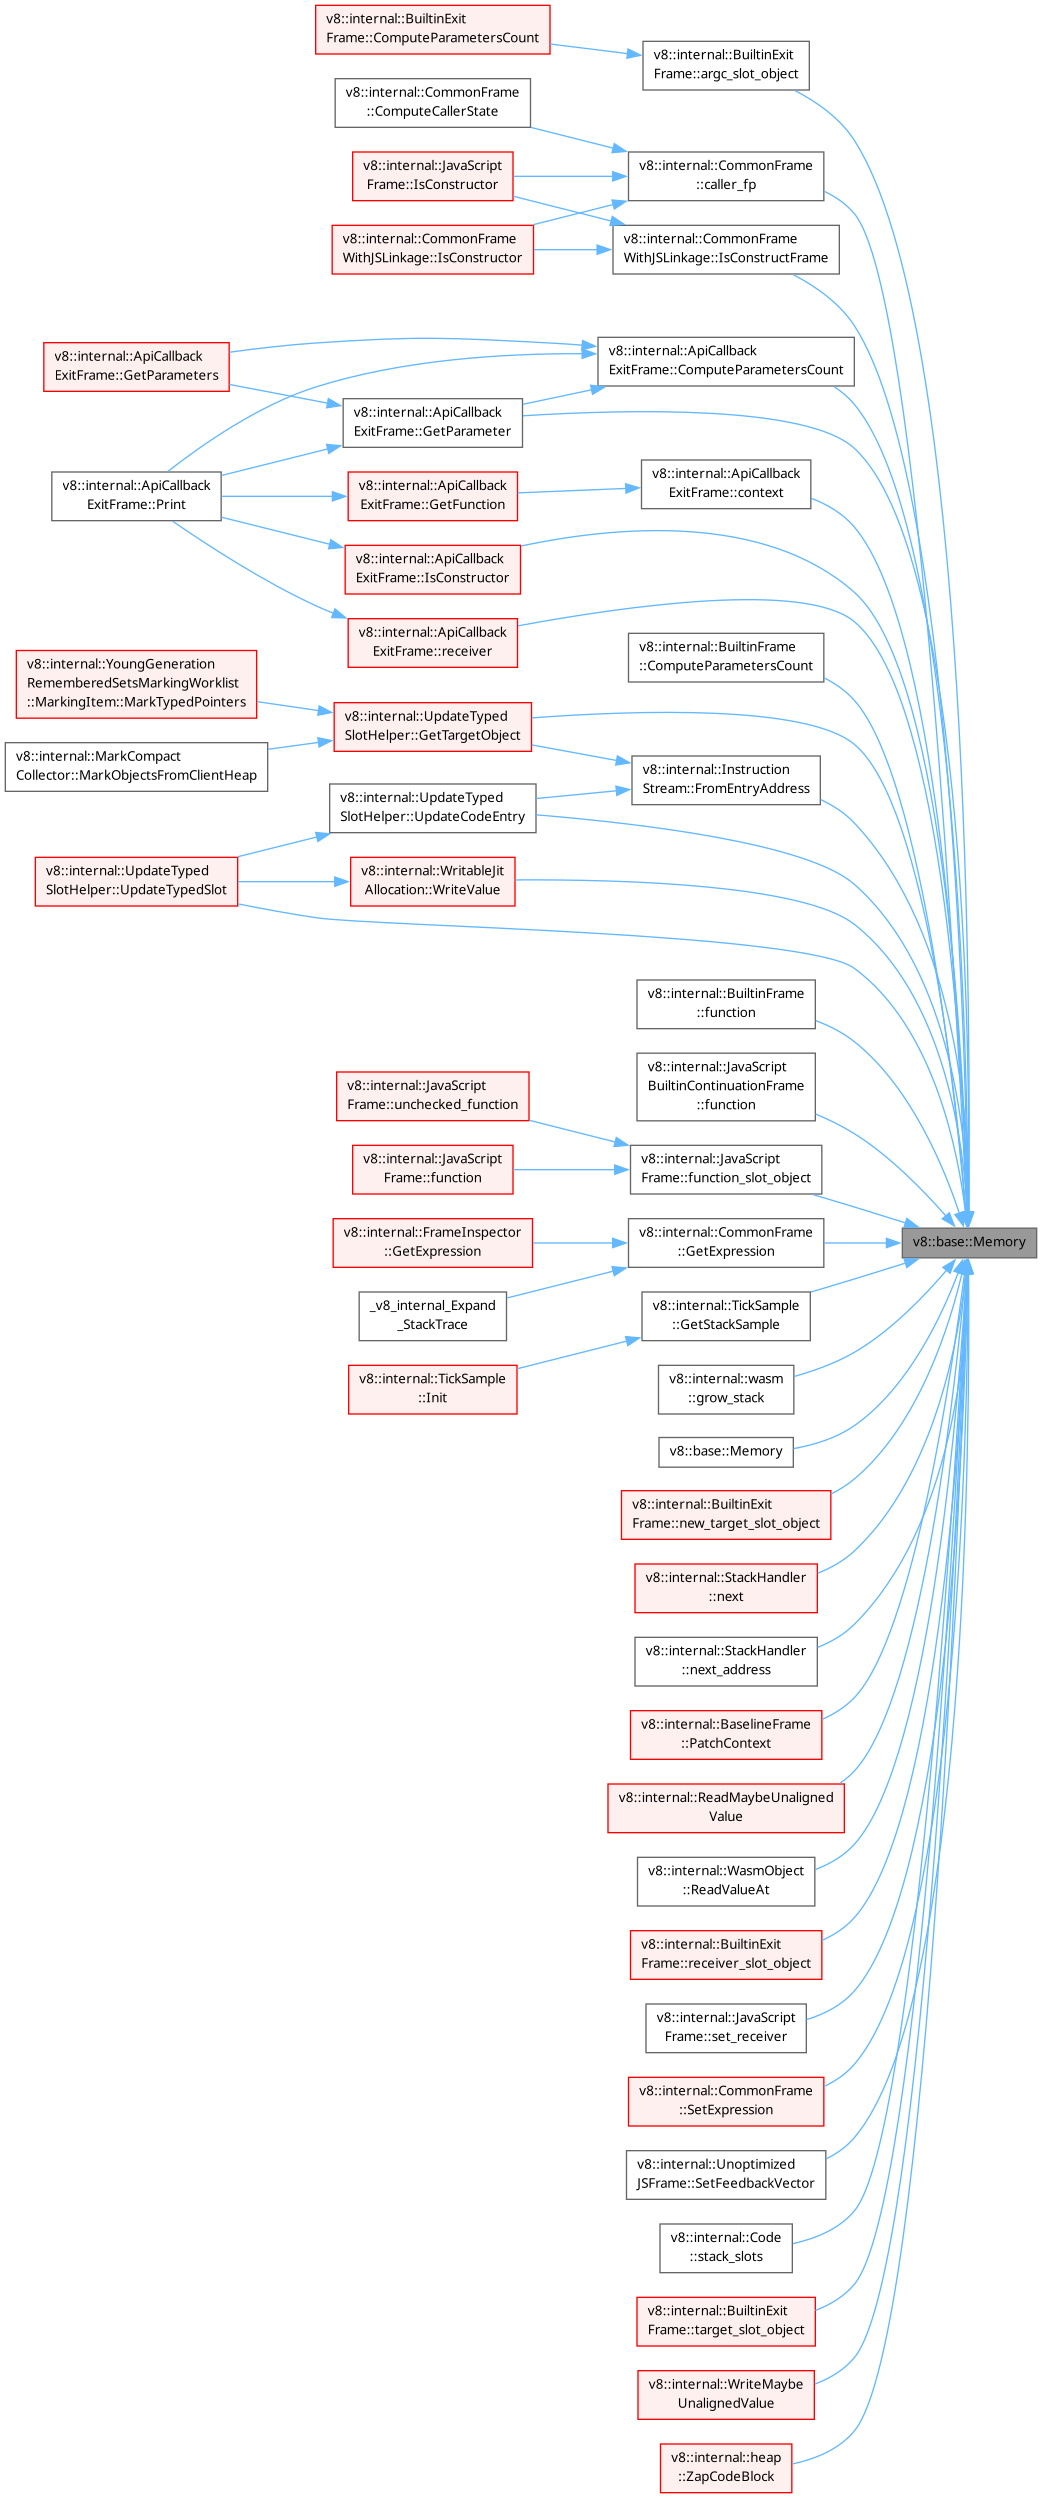 v8::internal::BuiltinExit
Frame::ComputeParametersCount
v8::internal::BuiltinExit
Frame::argc_slot_object
v8::internal::CommonFrame
::ComputeCallerState
v8::internal::JavaScript
Frame::IsConstructor
v8::internal::CommonFrame
::caller_fp
v8::internal::CommonFrame
WithJSLinkage::IsConstructor
v8::internal::CommonFrame
WithJSLinkage::IsConstructFrame
v8::internal::ApiCallback
ExitFrame::GetParameters
v8::internal::ApiCallback
ExitFrame::ComputeParametersCount
v8::internal::ApiCallback
ExitFrame::GetParameter
v8::internal::ApiCallback
ExitFrame::Print
v8::internal::ApiCallback
ExitFrame::GetFunction
v8::internal::ApiCallback
ExitFrame::context
v8::internal::ApiCallback
ExitFrame::IsConstructor
v8::internal::ApiCallback
ExitFrame::receiver
v8::internal::BuiltinFrame
::ComputeParametersCount
v8::internal::YoungGeneration
RememberedSetsMarkingWorklist
::MarkingItem::MarkTypedPointers
v8::internal::UpdateTyped
SlotHelper::GetTargetObject
v8::internal::MarkCompact
Collector::MarkObjectsFromClientHeap
v8::internal::Instruction
Stream::FromEntryAddress
v8::internal::UpdateTyped
SlotHelper::UpdateCodeEntry
v8::internal::UpdateTyped
SlotHelper::UpdateTypedSlot
v8::internal::WritableJit
Allocation::WriteValue
v8::internal::BuiltinFrame
::function
v8::internal::JavaScript
BuiltinContinuationFrame
::function
v8::internal::JavaScript
Frame::unchecked_function
v8::internal::JavaScript
Frame::function
v8::internal::JavaScript
Frame::function_slot_object
v8::internal::FrameInspector
::GetExpression
v8::internal::CommonFrame
::GetExpression
v8::base::Memory
_v8_internal_Expand
_StackTrace
v8::internal::TickSample
::GetStackSample
v8::internal::TickSample
::Init
v8::internal::wasm
::grow_stack
v8::base::Memory
v8::internal::BuiltinExit
Frame::new_target_slot_object
v8::internal::StackHandler
::next
v8::internal::StackHandler
::next_address
v8::internal::BaselineFrame
::PatchContext
v8::internal::ReadMaybeUnaligned
Value
v8::internal::WasmObject
::ReadValueAt
v8::internal::BuiltinExit
Frame::receiver_slot_object
v8::internal::JavaScript
Frame::set_receiver
v8::internal::CommonFrame
::SetExpression
v8::internal::Unoptimized
JSFrame::SetFeedbackVector
v8::internal::Code
::stack_slots
v8::internal::BuiltinExit
Frame::target_slot_object
v8::internal::WriteMaybe
UnalignedValue
v8::internal::heap
::ZapCodeBlock